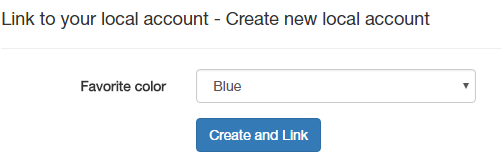 Link to your local account - Create new local account
Favorite color Blue
Create and Link